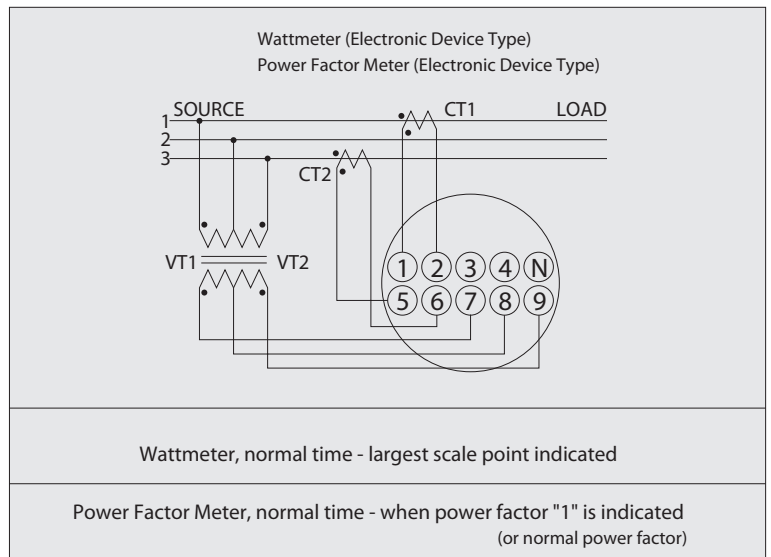 Wattmeter (Electronic Device Type)
Power Factor Meter (Electronic Device Type)
SOURCE CT1 LOAD
1
2
3
CT2
VT1 VT2
1 2 3 4 N
5 6 7 8 9
Wattmeter, normal time - largest scale point indicated
Power Factor Meter, normal time - when power factor "1" is indicated
(or normal power factor)